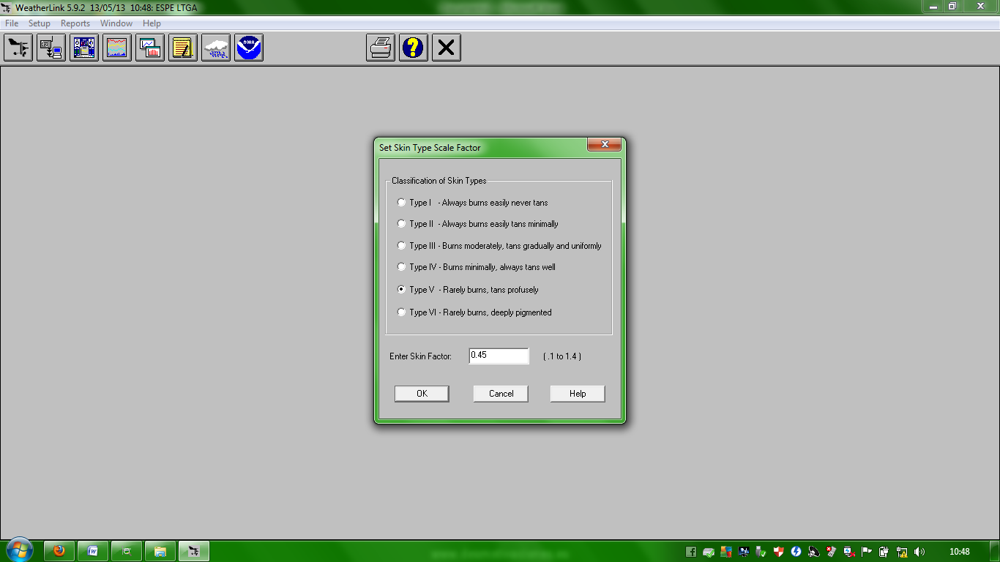 WeatherLink 5.9.2 13/05/13 10:48: ESPE LTGA
File Setup Reports Window Help
NOAA
?
Set Skin Type Scale Factor
Classification of Skin Types
Type I - Always burns easily never tans
Type II - Always burns easily tans minimally
Type III - Burns moderately, tans gradually and uniformly
Type IV - Burns minimally, always tans well
Type V - Rarely burns, tans profusely
Type VI - Rarely burns, deeply pigmented
Enter Skin Factor: 0.45 ( .1 to 1.4 )
OK Cancel Help
10:48